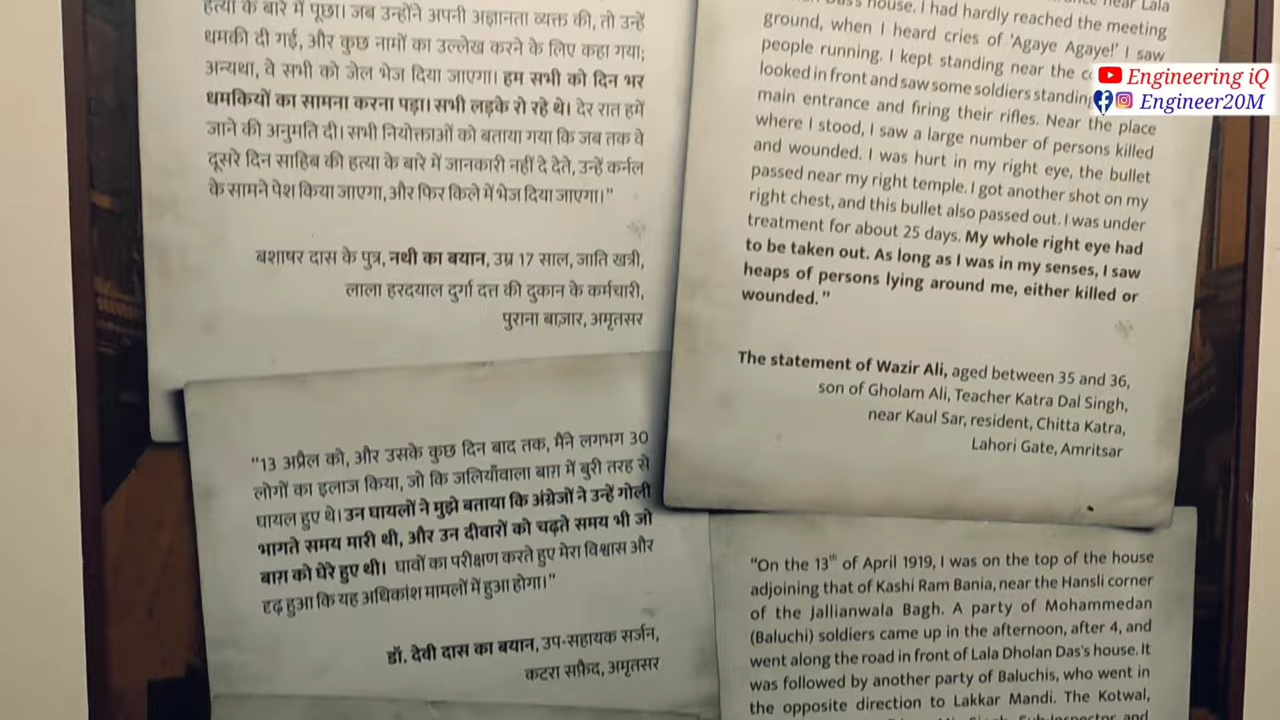 हत्या के बारे में पूछा। जब उन्होंने अपनी अज्ञानता व्यक्त की, तो उन्हें
धमकी दी गई, और कुछ नामों का उल्लेख करने के लिए कहा गया;
अन्यथा, वे सभी को जेल भेज दिया जाएगा। हम सभी को दिन भर
धमकियों का सामना करना पड़ा। सभी लड़के रो रहे थे। देर रात हमें
जाने की अनुमति दी। सभी नियोक्ताओं को बताया गया कि जब तक वे
दूसरे दिन साहिब की हत्या के बारे में जानकारी नहीं दे देते, उन्हें कर्नल
के सामने पेश किया जाएगा, और फिर किले में भेज दिया जाएगा।"
बशाषर दास के पुत्र, नथी का बयान, उम्र 17 साल, जाति खत्री,
लाला हरदयाल दुर्गा दत्त की दुकान के कर्मचारी,
पुराना बाज़ार, अमृतसर
"13 अप्रैल को, और उसके कुछ दिन बाद तक, मैंने लगभग 30
लोगों का इलाज किया, जो कि जलियाँवाला बाग़ में बुरी तरह से
घायल हुए थे। उन घायलों ने मुझे बताया कि अंग्रेजों ने उन्हें गोली
भागते समय मारी थी, और उन दीवारों को चढ़ते समय भी जो
बाग़ को घेरे हुए थी। घावों का परीक्षण करते हुए मेरा विश्वास और
दृढ़ हुआ कि यह अधिकांश मामलों में हुआ होगा।"
डॉ. देवी दास का बयान, उप-सहायक सर्जन,
कटरा सफ़ेद, अमृतसर
near Lala
Das's house. I had hardly reached the meeting
ground, when I heard cries of 'Agaye Agaye!' I saw
people running. I kept standing near the
looked in front and saw some soldiers standing
main entrance and firing their rifles. Near the place
where I stood, I saw a large number of persons killed
and wounded. I was hurt in my right eye, the bullet
passed near my right temple. I got another shot on my
right chest, and this bullet also passed out. I was under
treatment for about 25 days. My whole right eye had
to be taken out. As long as I was in my senses, I saw
heaps of persons lying around me, either killed or
wounded."
The statement of Wazir Ali, aged between 35 and 36,
son of Gholam Ali, Teacher Katra Dal Singh,
near Kaul Sar, resident, Chitta Katra,
Lahori Gate, Amritsar
"On the 13th of April 1919, I was on the top of the house
adjoining that of Kashi Ram Bania, near the Hansli corner
of the Jallianwala Bagh. A party of Mohammedan
(Baluchi) soldiers came up in the afternoon, after 4, and
went along the road in front of Lala Dholan Das's house. It
was followed by another party of Baluchis, who went in
the opposite direction to Lakkar Mandi. The Kotwal,
Engineering iQ
Engineer20M